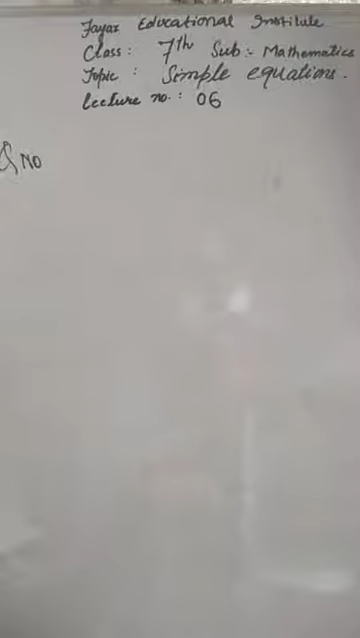 Fayaz Educational Institute
Class: 7th Sub:- Mathematics
Topic: Simple equations.
Lecture no.: 06
Q No